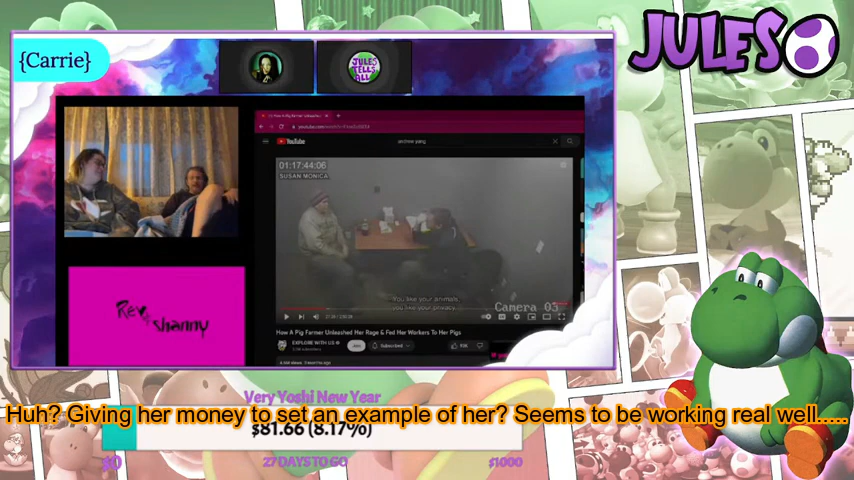 {Carrie}
JULES
JULES
TELLS
ALL
YouTube
andrew yang
01:17:44:06
SUSAN MONICA
You like your animals,
you like your privacy.
Camera 03
Rev
shanny
How A Pig Farmer Unleashed Her Rage & Fed Her Workers To Her Pigs
EXPLORE WITH US
Join
Subscribed
Very Yoshi New Year
Huh? Giving her money to set an example of her? Seems to be working real well.....
$81.66 (8.17%)
$0
27 DAYS TO GO
$1000